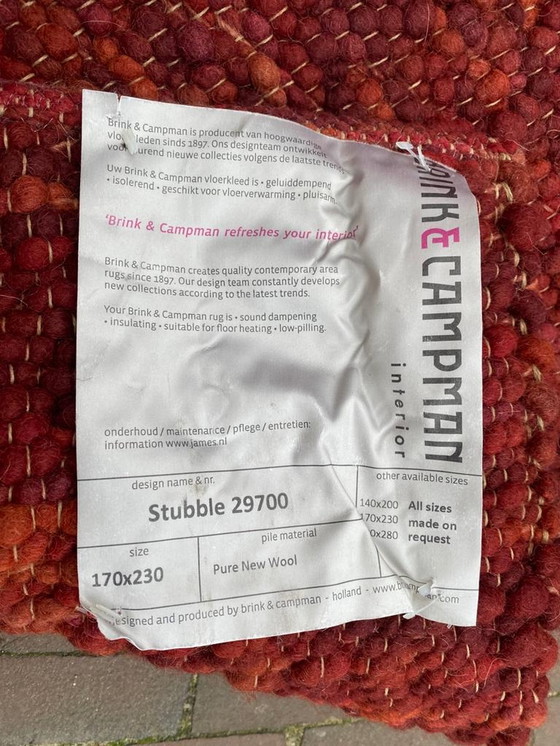 Brink & Campman is producent van hoogwaardige
leden sinds 1897. Ons designteam ontwikkelt
urend nieuwe collecties volgens de laatste trends
Uw Brink & Campman vloerkleed is • geluiddempend
• isolerend • geschikt voor vloerverwarming •
'Brink & Campman refreshes your interior'
Brink & Campman creates quality contemporary area
rugs since 1897. Our design team constantly develops
new collections according to the latest trends.
Your Brink & Campman rug is • sound dampening
• insulating • suitable for floor heating • low-pilling.
onderhoud / maintenance / pflege / entretien:
information www.james.nl
BRINK & CAMPMAN
interior
design name & nr.
Stubble 29700
size
170x230
pile material
Pure New Wool
other available sizes
140x200 All sizes
170x230 made on
0x280 request
designed and produced by brink & campman - holland -